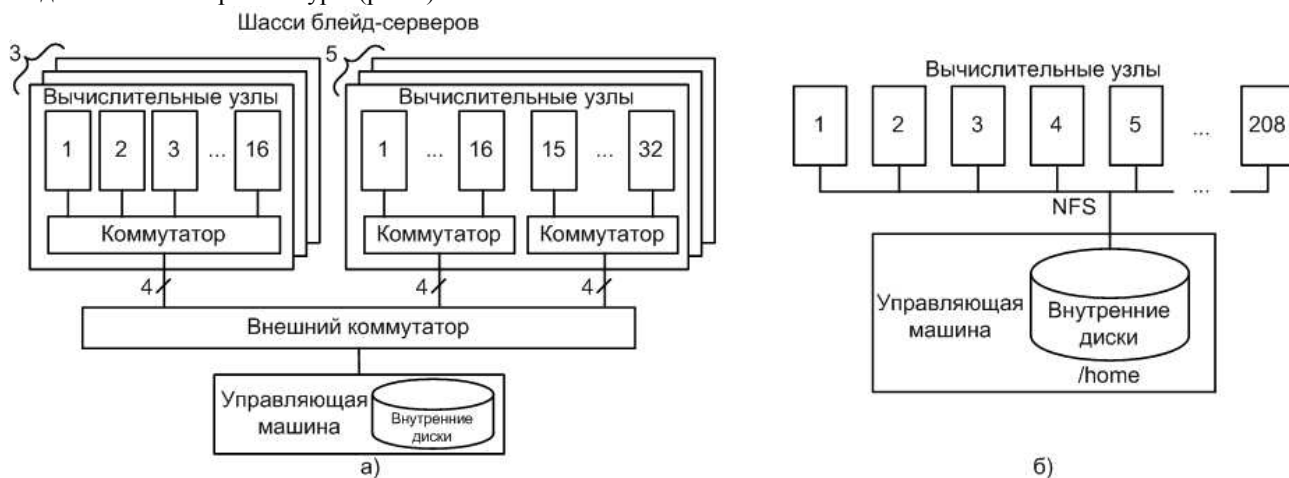 Шасси блейд-серверов
3
5
Вычислительные узлы
1 2 3 ... 16
Коммутатор
Вычислительные узлы
1 ... 16 15 ... 32
Коммутатор Коммутатор
4 4 4
Внешний коммутатор
Управляющая
машина
Внутренние
диски
а)
Вычислительные узлы
1 2 3 4 5 ... 208
...
NFS
Управляющая
машина
Внутренние
диски
/home
б)